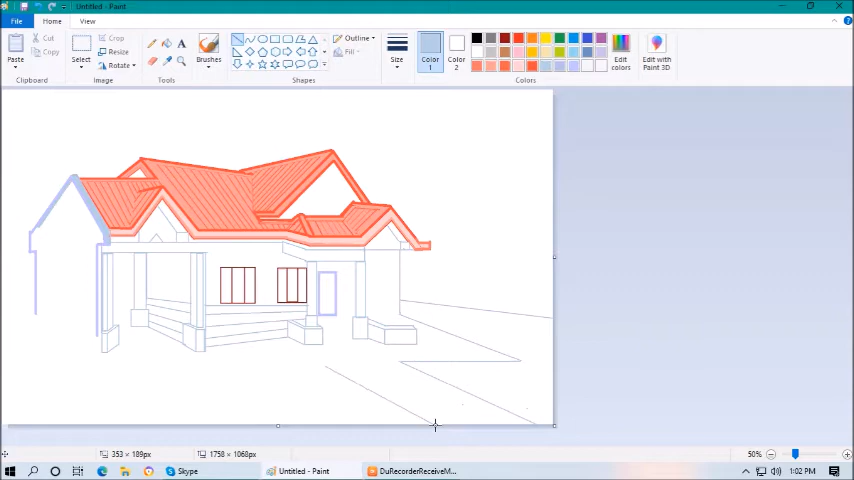 Untitled - Paint
File Home View
Paste
Cut
Copy
Clipboard
Select
Crop
Resize
Rotate
Image
A
Tools
Brushes
Outline
Fill
Shapes
Size
Color 1
Color 2
Edit colors
Edit with Paint 3D
Colors
353 × 189px
1758 × 1068px
50%
Skype
Untitled - Paint
DuRecorderReceiveM...
1:02 PM